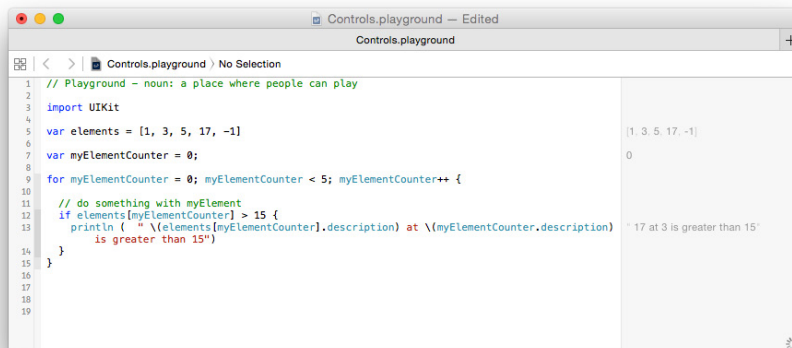 Controls.playground — Edited
Controls.playground
+
Controls.playground 〉 No Selection
1 // Playground – noun: a place where people can play
2
3 import UIKit
4
5 var elements = [1, 3, 5, 17, -1] [1, 3, 5, 17, -1]
6
7 var myElementCounter = 0; 0
8
9 for myElementCounter = 0; myElementCounter < 5; myElementCounter++ {
10
11 // do something with myElement
12 if elements[myElementCounter] > 15 {
13 println ( " \(elements[myElementCounter].description) at \(myElementCounter.description) " 17 at 3 is greater than 15"
is greater than 15")
14 }
15 }
16
17
18
19